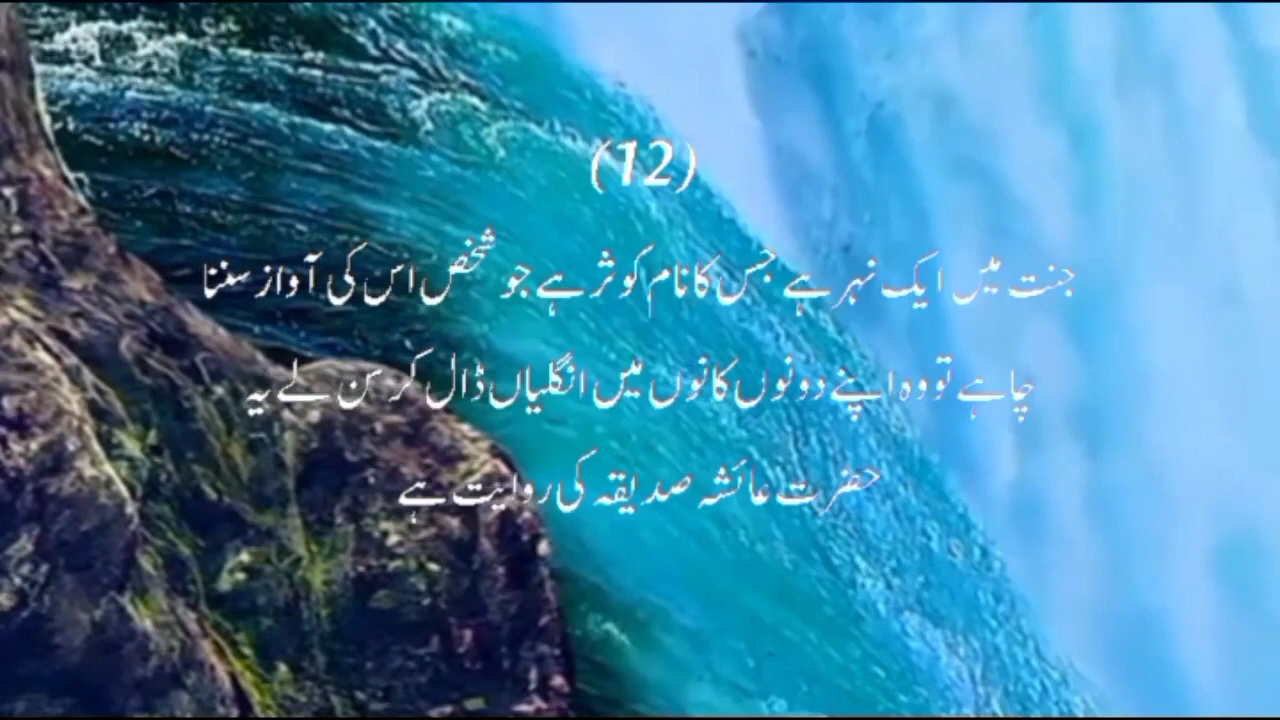 (12)
جنت میں ایک نہر ہے جس کا نام کوثر ہے جو شخص اس کی آواز سننا
چاہے تو وہ اپنے دونوں کانوں میں انگلیاں ڈال کر سن لے یہ
حضرت عائشہ صدیقہ کی روایت ہے